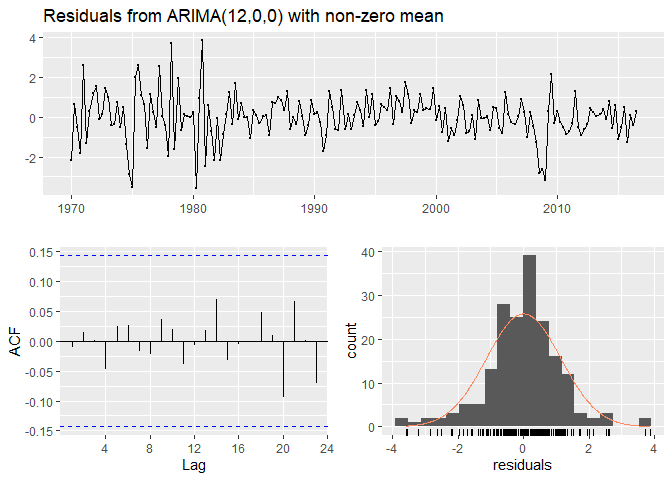 Residuals from ARIMA(12,0,0) with non-zero mean
4
2
0
-2
1970 1980 1990 2000 2010
0.15
0.10
0.05
0.00
-0.05
-0.10
-0.15
ACF
4 8 12 16 20 24
Lag
40
30
20
10
0
count
-4 -2 0 2 4
residuals